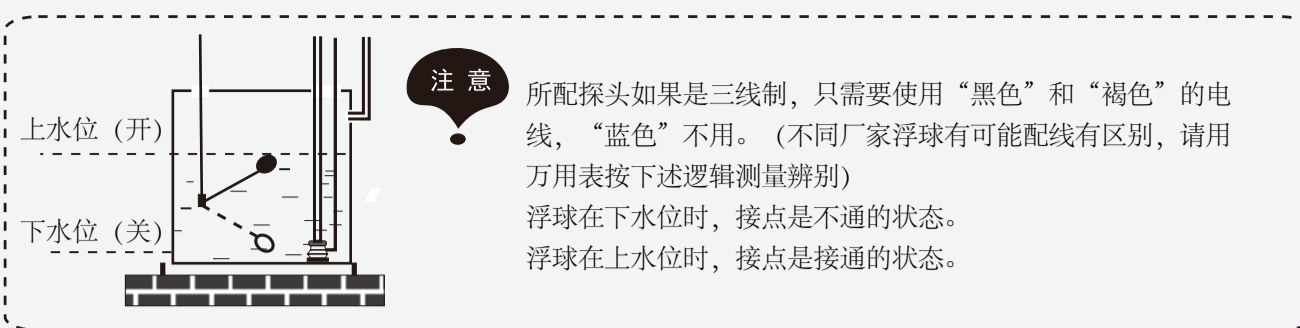 注 意
所配探头如果是三线制，只需要使用“黑色”和“褐色”的电
线，“蓝色”不用。（不同厂家浮球有可能配线有区别，请用
万用表按下述逻辑测量辨别)
浮球在下水位时，接点是不通的状态。
浮球在上水位时，接点是接通的状态。
上水位（开）
下水位（关）